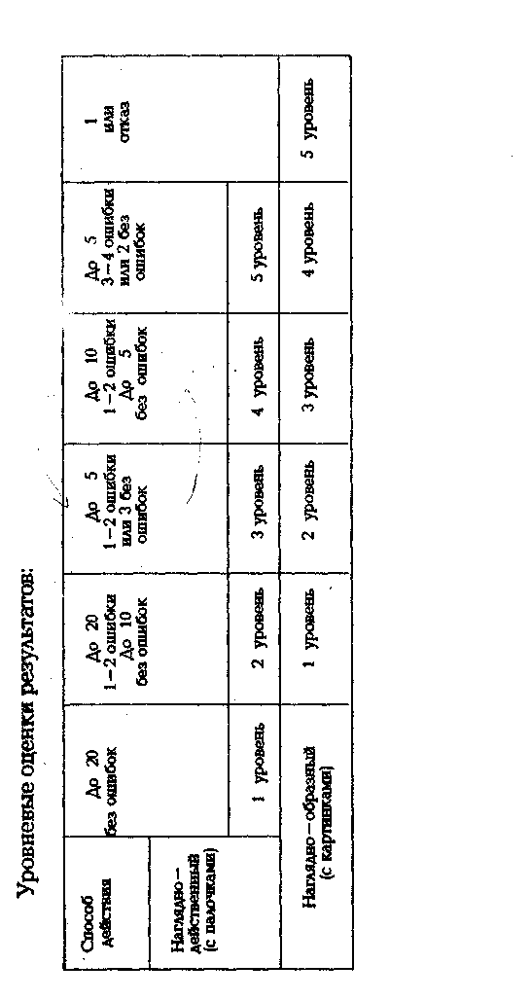 Уровневые оценки результатов:
Способ
действия
До 20
без ошибок
До 20
1—2 ошибки
До 10
без ошибок
До 5
1—2 ошибки
или 3 без
ошибок
До 10
1—2 ошибки
До 5
без ошибок
До 5
3—4 ошибки
или 2 без
ошибок
1
или
отказ
Наглядно—
действенный
(с палочками)
1 уровень
2 уровень
3 уровень
4 уровень
5 уровень
Наглядно—образный
(с картинками)
1 уровень
2 уровень
3 уровень
4 уровень
5 уровень